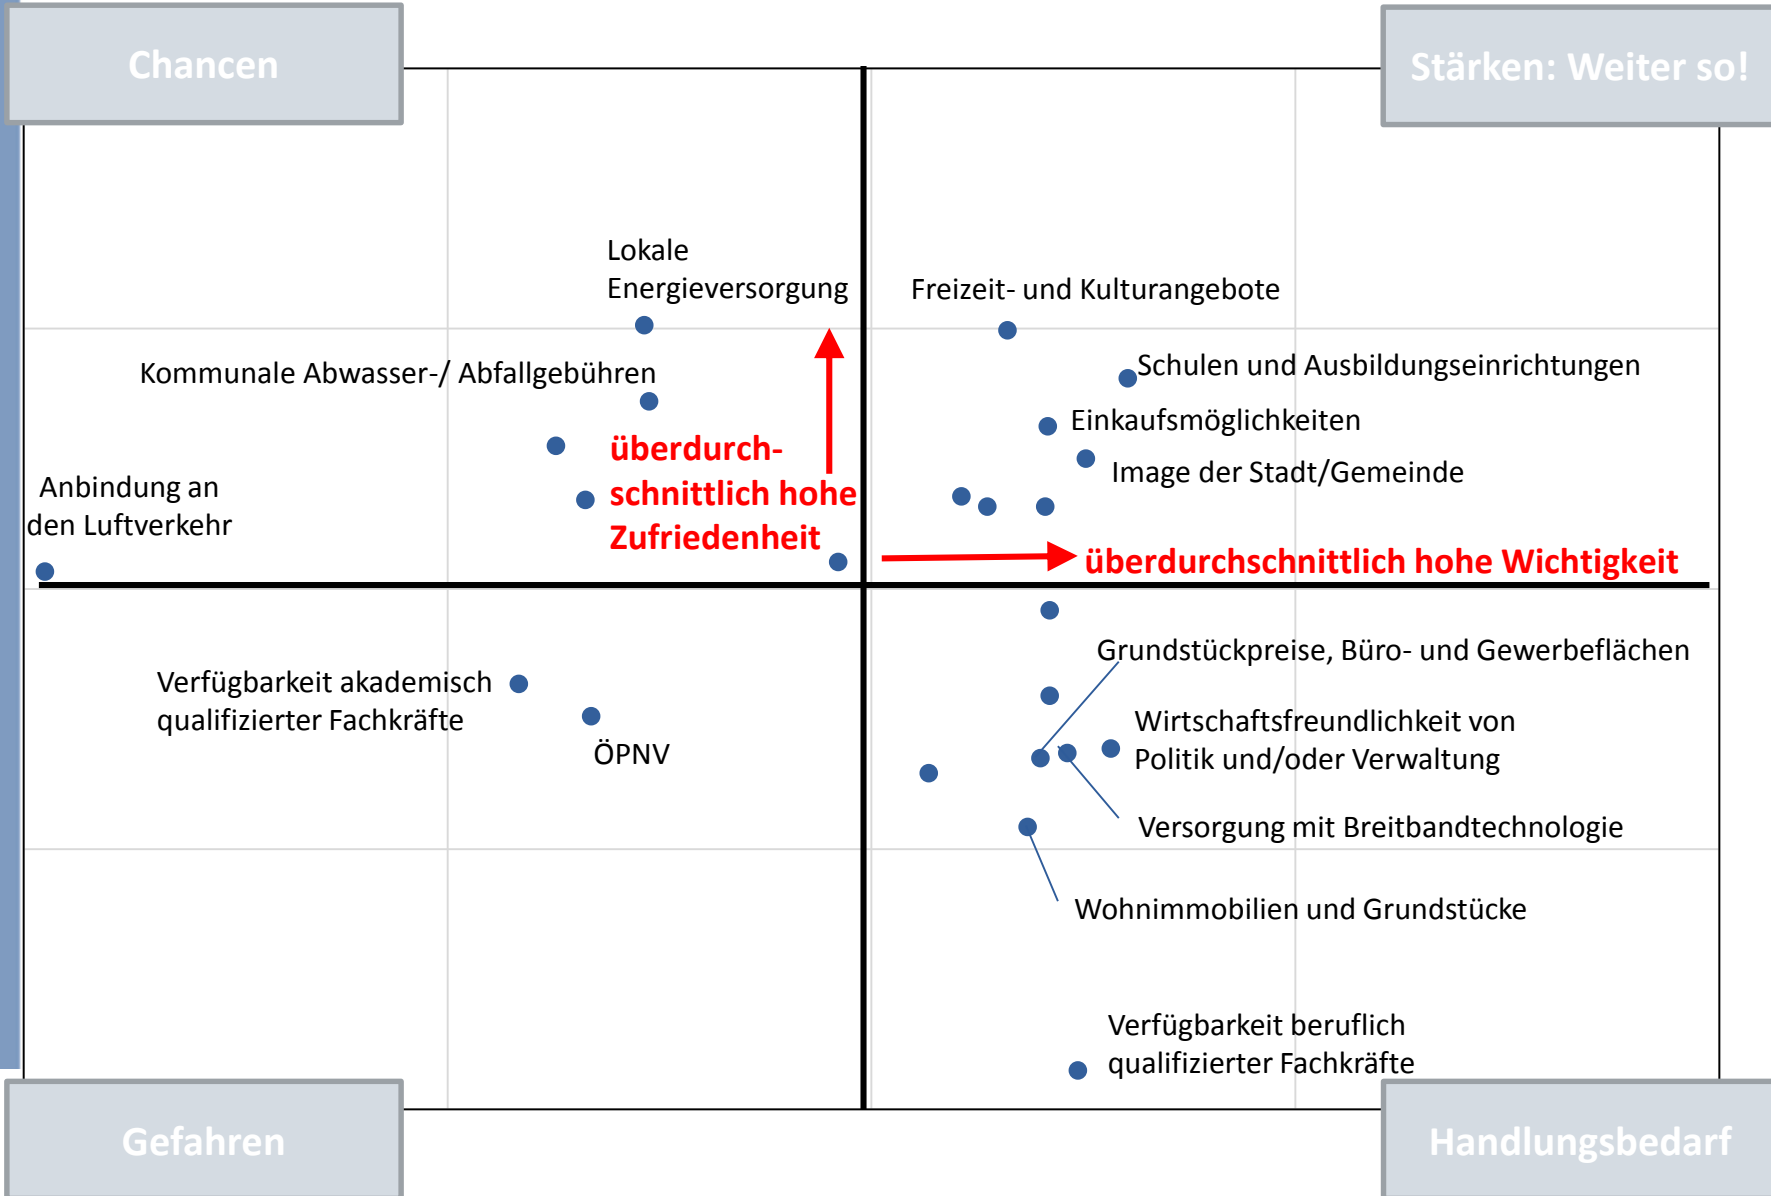 Chancen
Stärken: Weiter so!
Lokale
Energieversorgung
Freizeit- und Kulturangebote
Kommunale Abwasser-/ Abfallgebühren
Schulen und Ausbildungseinrichtungen
Einkaufsmöglichkeiten
Image der Stadt/Gemeinde
überdurch-
schnittlich hohe
Zufriedenheit
Anbindung an
den Luftverkehr
überdurchschnittlich hohe Wichtigkeit
Grundstückpreise, Büro- und Gewerbeflächen
Verfügbarkeit akademisch
qualifizierter Fachkräfte
ÖPNV
Wirtschaftsfreundlichkeit von
Politik und/oder Verwaltung
Versorgung mit Breitbandtechnologie
Wohnimmobilien und Grundstücke
Verfügbarkeit beruflich
qualifizierter Fachkräfte
Gefahren
Handlungsbedarf